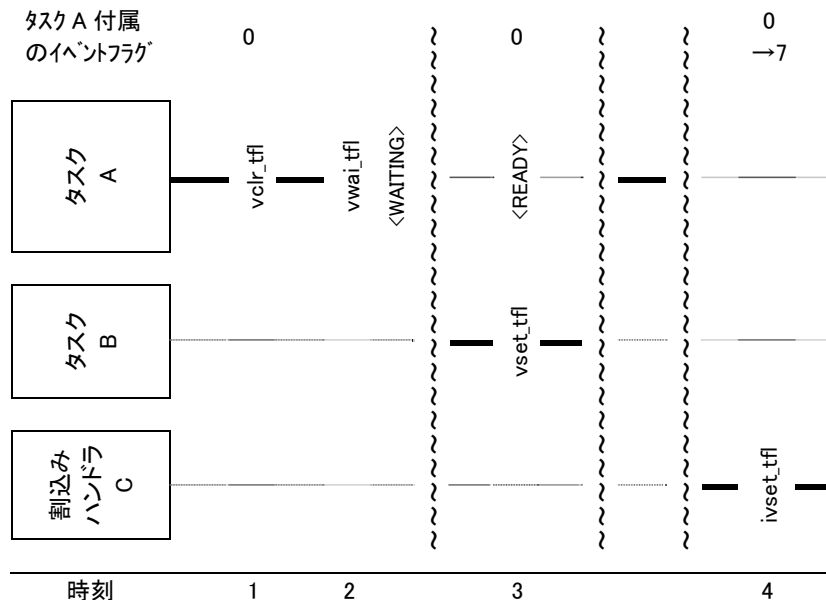 タスク A 付属
のイベントフラグ
0
0
0
→7
タスク
A
vclr_tfl
vwai_tfl
<WAITING>
<READY>
タスク
B
vset_tfl
割込み
ハンドラ
C
ivset_tfl
時刻 1 2 3 4